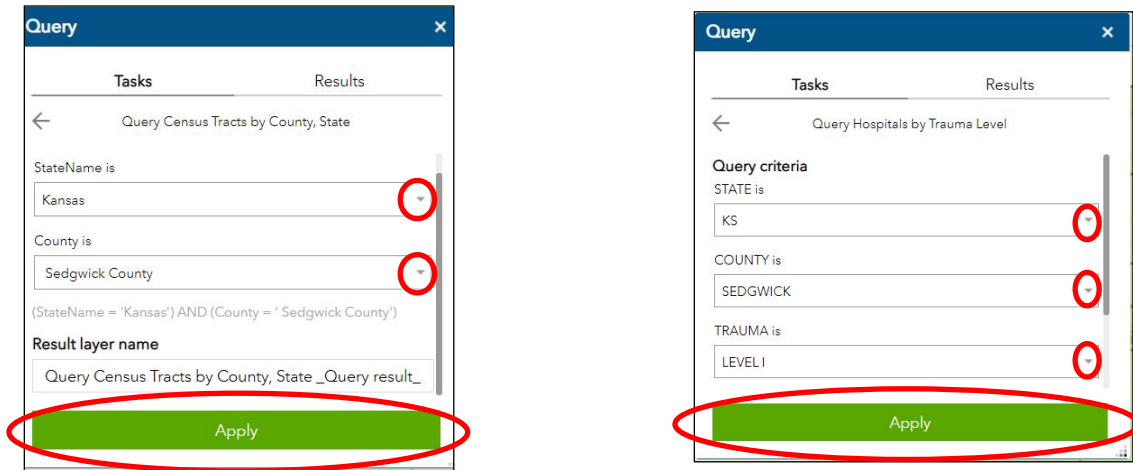 Query ×
Tasks Results
← Query Census Tracts by County, State
StateName is
Kansas
County is
Sedgwick County
(StateName = 'Kansas') AND (County = ' Sedgwick County')
Result layer name
Query Census Tracts by County, State _Query result_
Apply
Query ×
Tasks Results
← Query Hospitals by Trauma Level
Query criteria
STATE is
KS
COUNTY is
SEDGWICK
TRAUMA is
LEVEL I
Apply